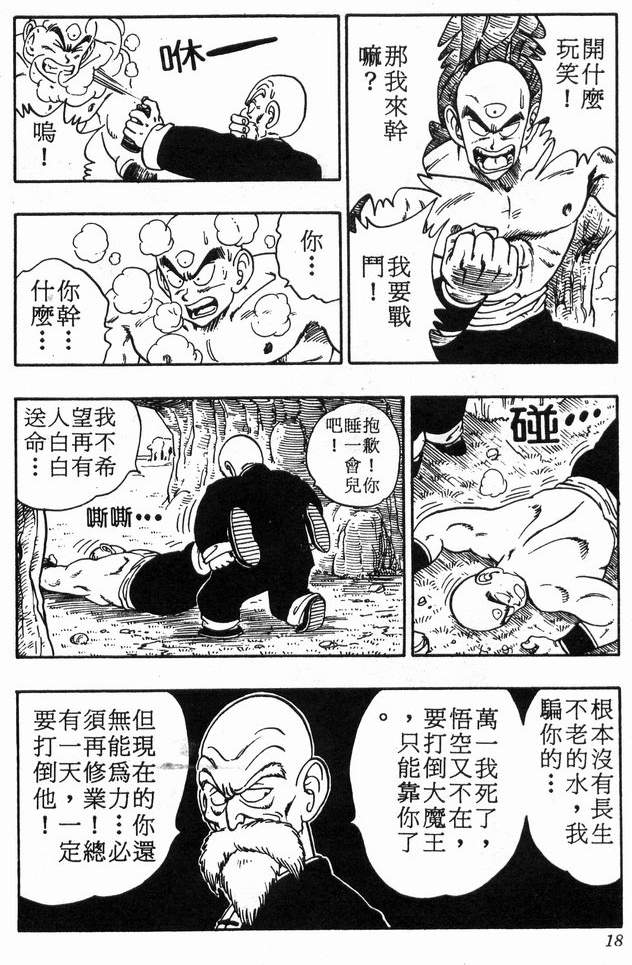 開什麼
玩笑！
那我來幹
嘛？
我要戰
鬥！
咻一
嗚！
你…
你幹…
什麼…
碰…
抱歉！你
睡一會兒
吧！
我不希
望再有
人白白
送命…
嘶嘶…
根本沒有長生
不老的水，我
騙你的…
萬一我死了，
悟空又不在，
要打倒大魔王
，只能靠你了
。
但現在的你還
無能爲力…必
須再修業！總
有一天，一定
要打倒他！
18